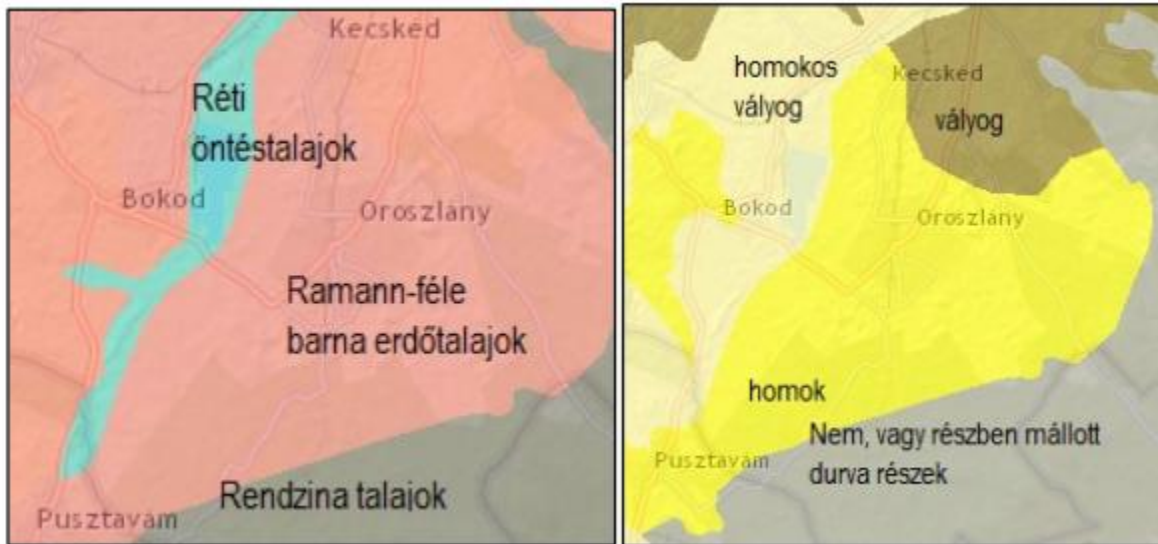 Kecskéd
Réti
öntéstalajok
Bokod
Oroszlány
Ramann-féle
barna erdőtalajok
Rendzina talajok
Pusztavám
homokos
vályog
Kecskéd
vályog
Bokod
Oroszlány
homok
Nem, vagy részben mállott
durva részek
Pusztavám